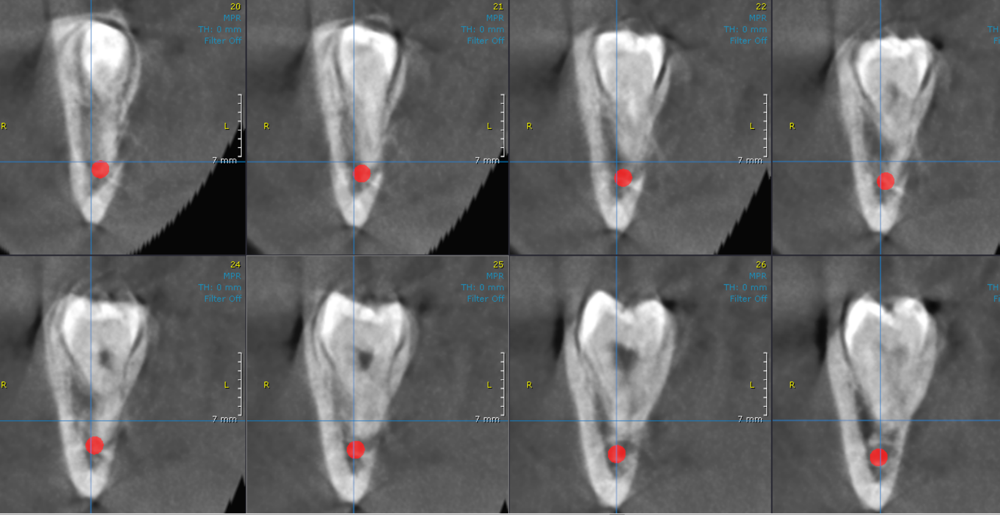 20
MPR
TH: 0 mm
Filter Off
R
L
7 mm
21
MPR
TH: 0 mm
Filter Off
R
L
7 mm
22
MPR
TH: 0 mm
Filter Off
R
L
7 mm
TH
Fi
R
24
MPR
TH: 0 mm
Filter Off
R
L
7 mm
25
MPR
TH: 0 mm
Filter Off
R
L
7 mm
26
MPR
TH: 0 mm
Filter Off
R
L
7 mm
TH
Fi
R